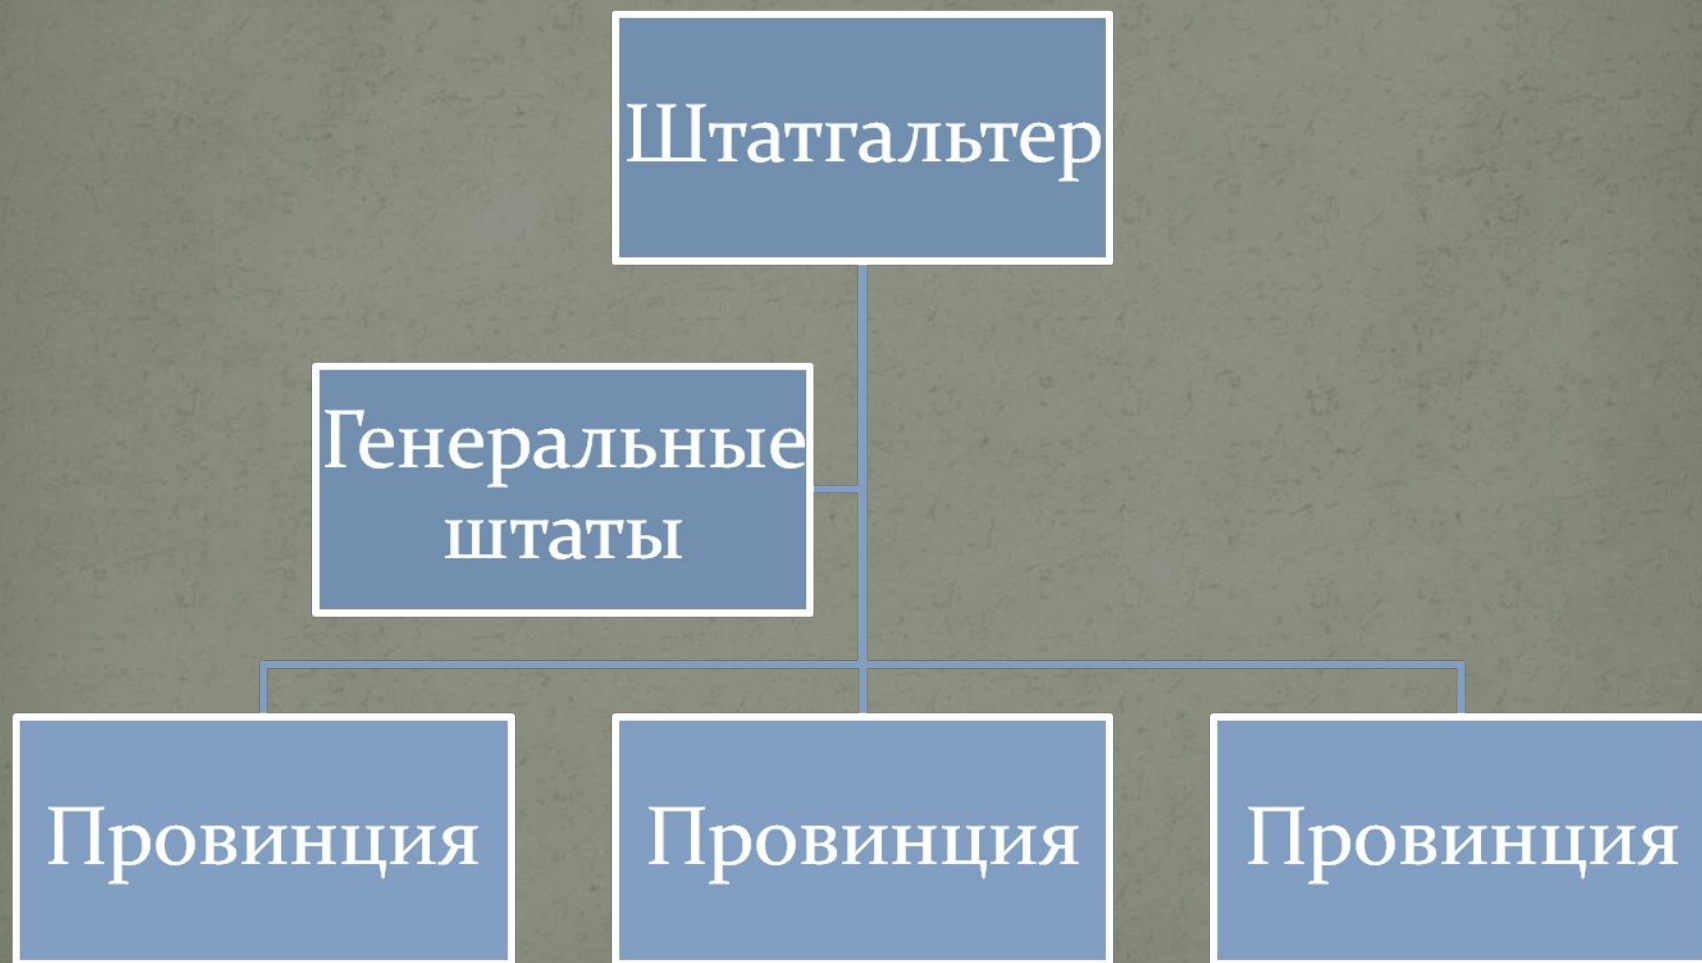 Штатгальтер
Генеральные
штаты
Провинция
Провинция
Провинция